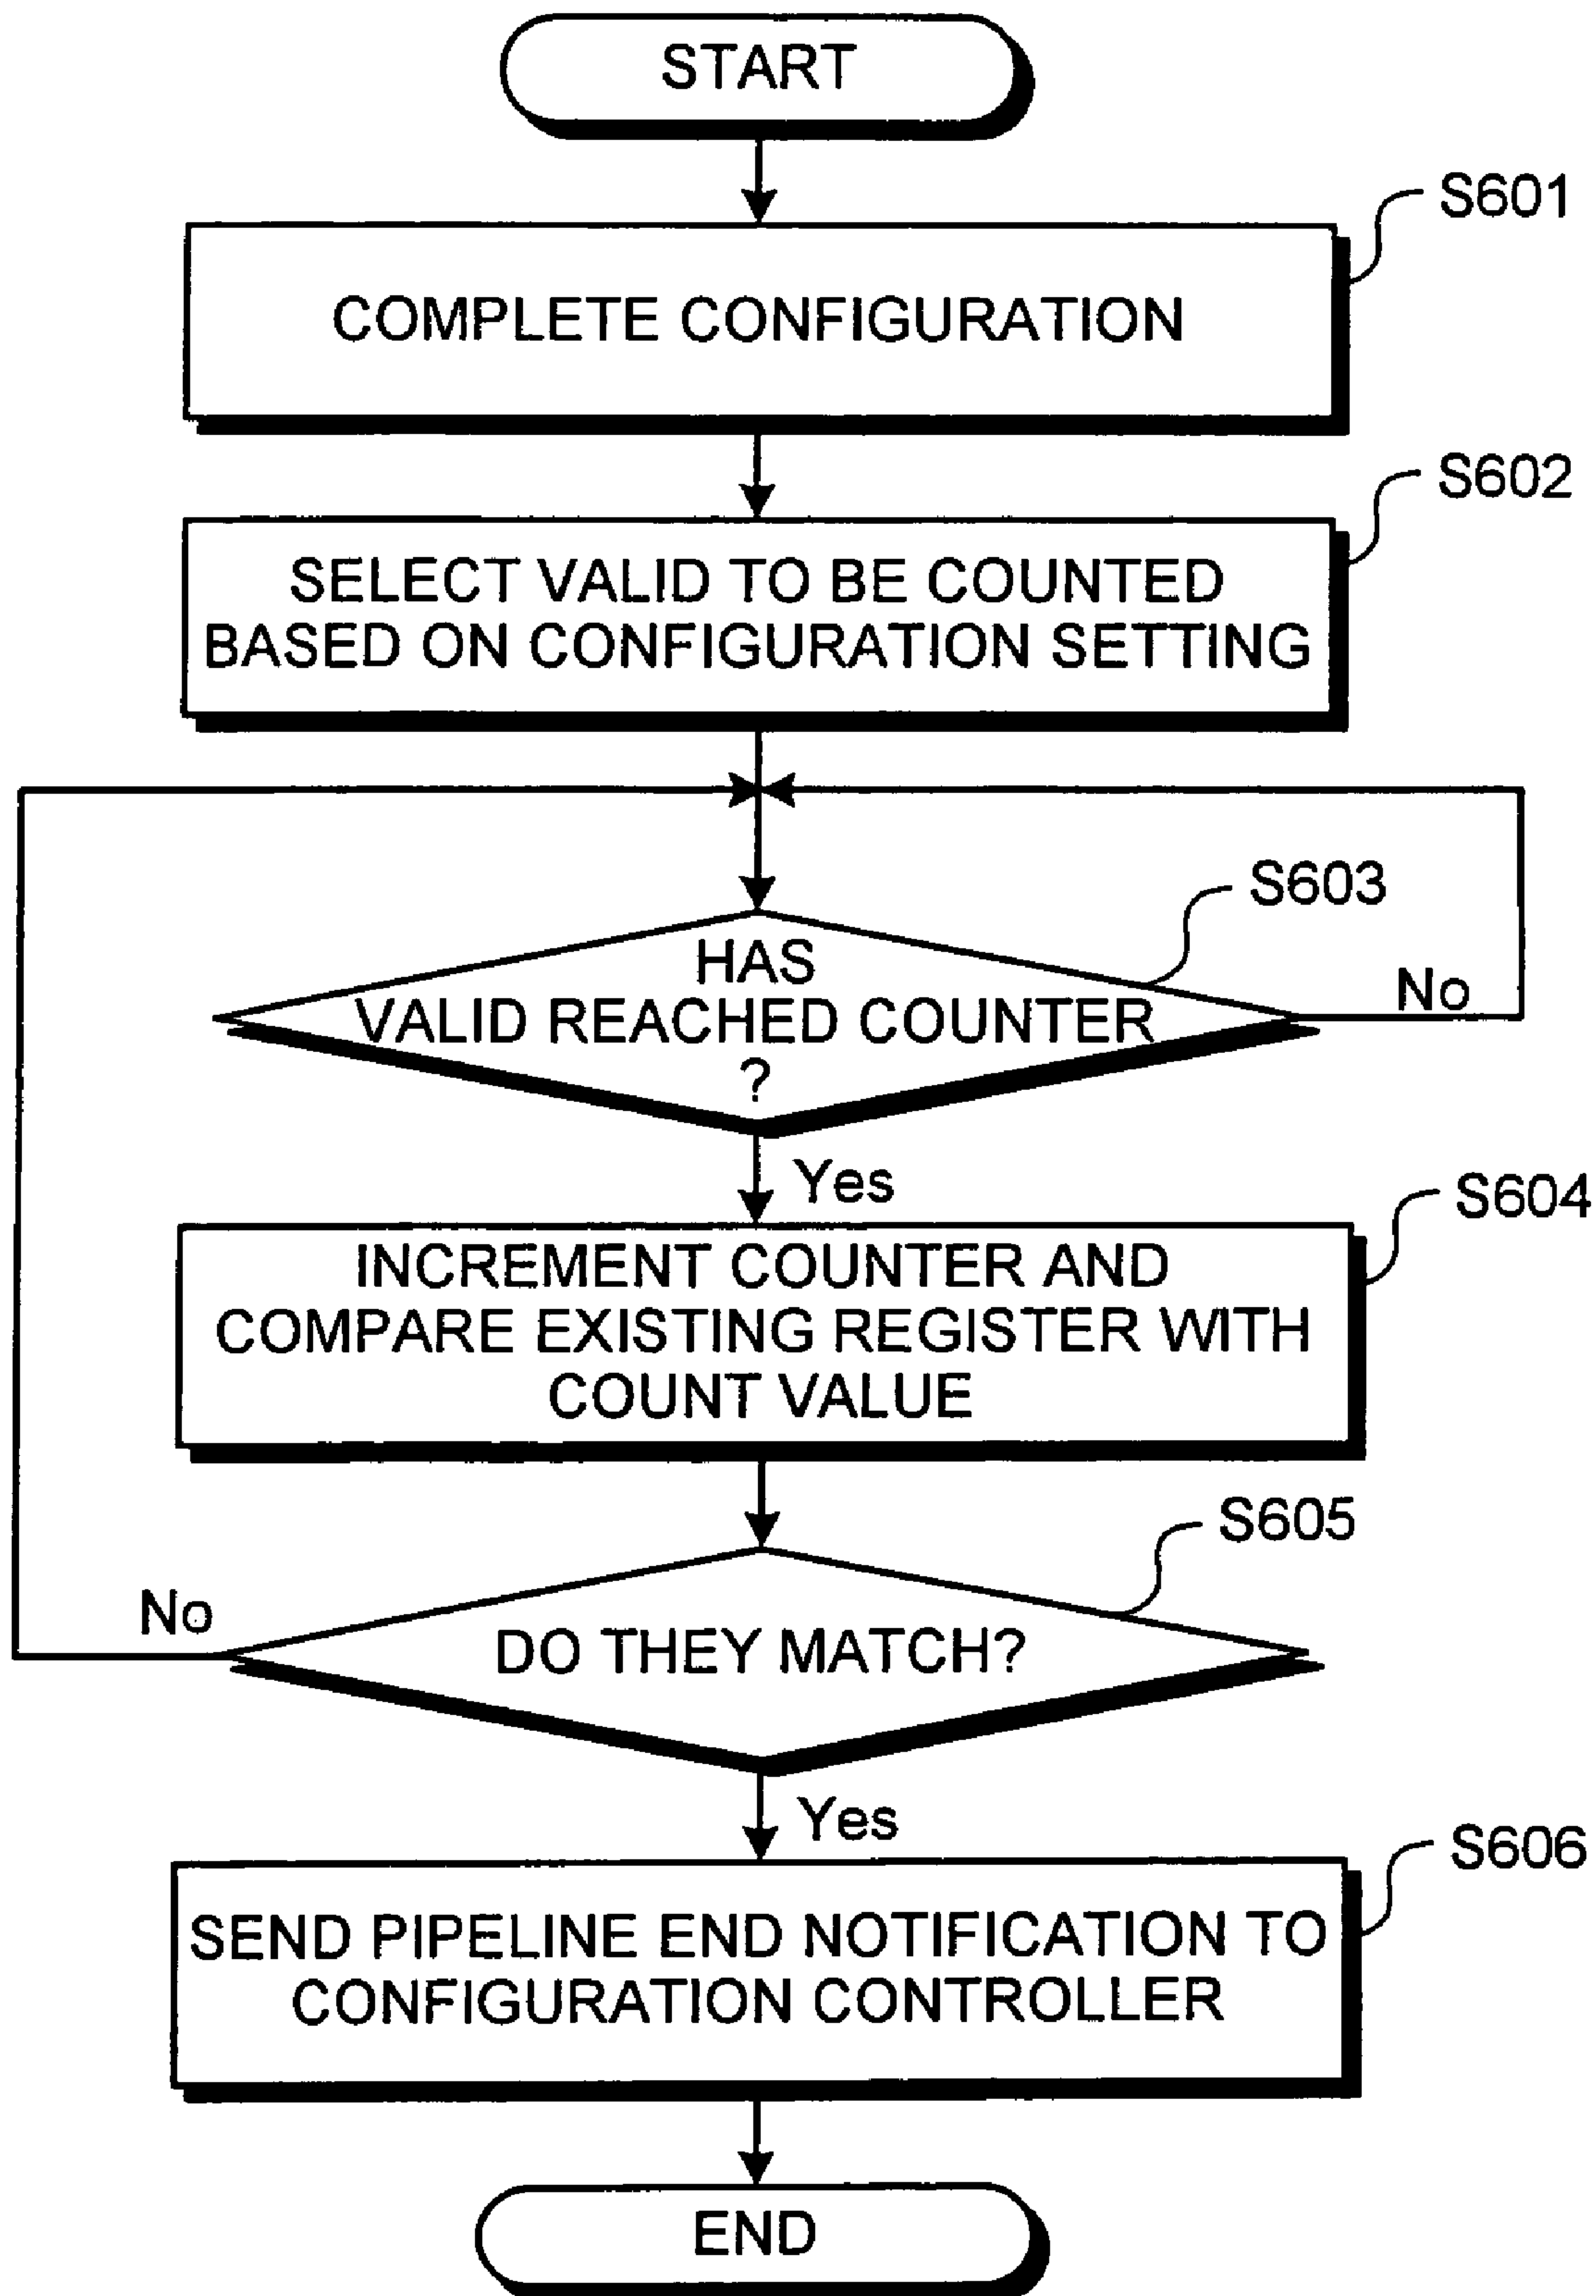 START
S601
COMPLETE CONFIGURATION
S602
SELECT VALID TO BE COUNTED
BASED ON CONFIGURATION SETTING
S603
HAS
VALID REACHED COUNTER
?
No
Yes
S604
INCREMENT COUNTER AND
COMPARE EXISTING REGISTER WITH
COUNT VALUE
S605
No
DO THEY MATCH?
Yes
S606
SEND PIPELINE END NOTIFICATION TO
CONFIGURATION CONTROLLER
END